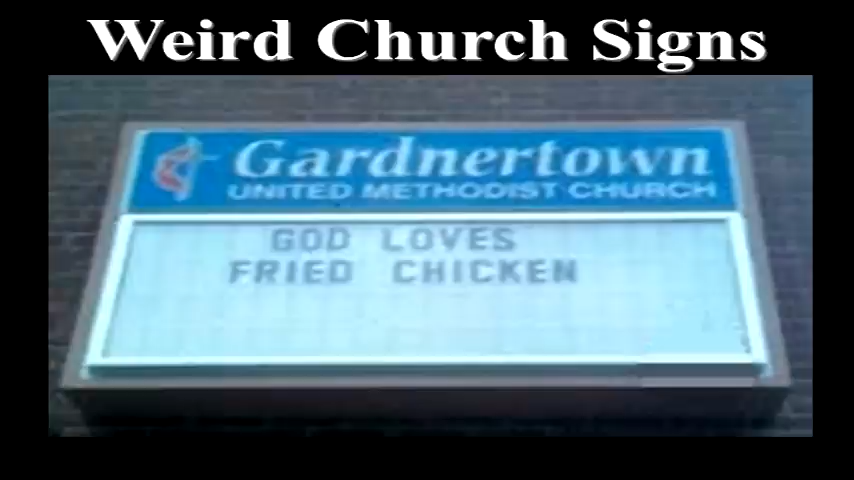 Weird Church Signs
Gardnertown
UNITED METHODIST CHURCH
GOD LOVES
FRIED CHICKEN